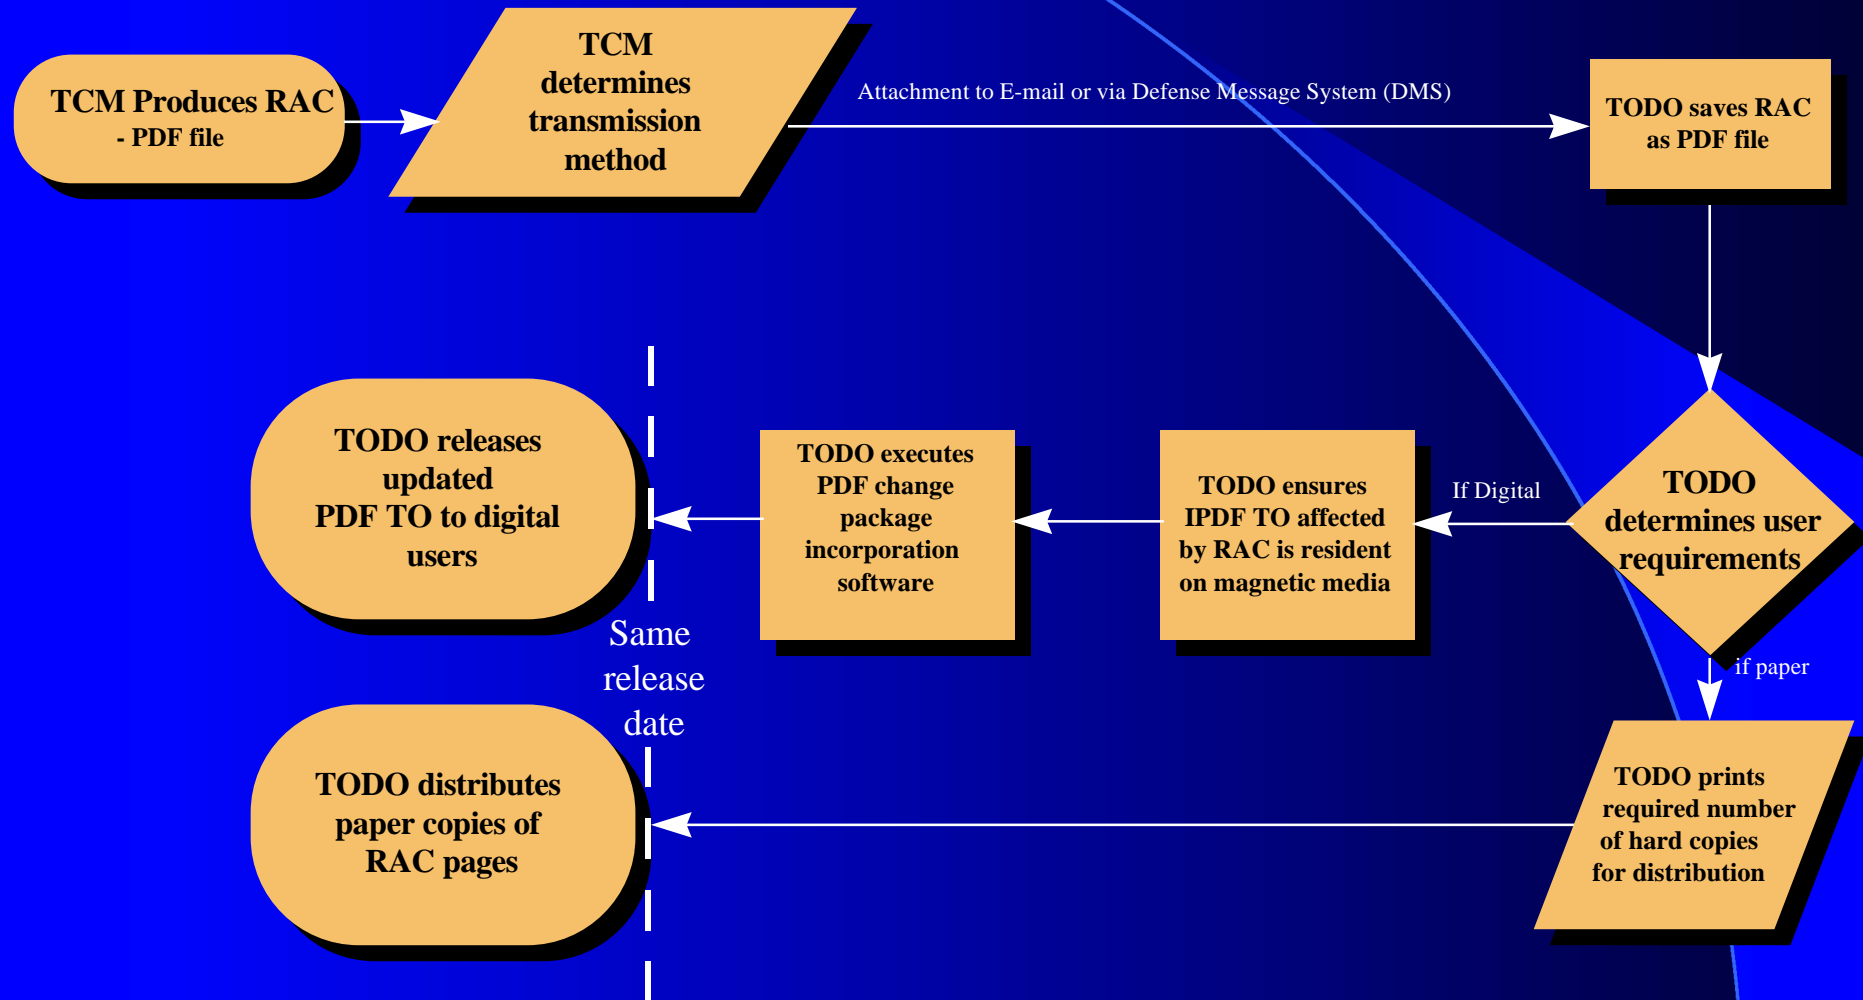 TCM Produces RAC
- PDF file
TCM
determines
transmission
method
Attachment to E-mail or via Defense Message System (DMS)
TODO saves RAC
as PDF file
TODO
determines user
requirements
If Digital
TODO ensures
IPDF TO affected
by RAC is resident
on magnetic media
TODO executes
PDF change
package
incorporation
software
TODO releases
updated
PDF TO to digital
users
Same
release
date
if paper
TODO prints
required number
of hard copies
for distribution
TODO distributes
paper copies of
RAC pages